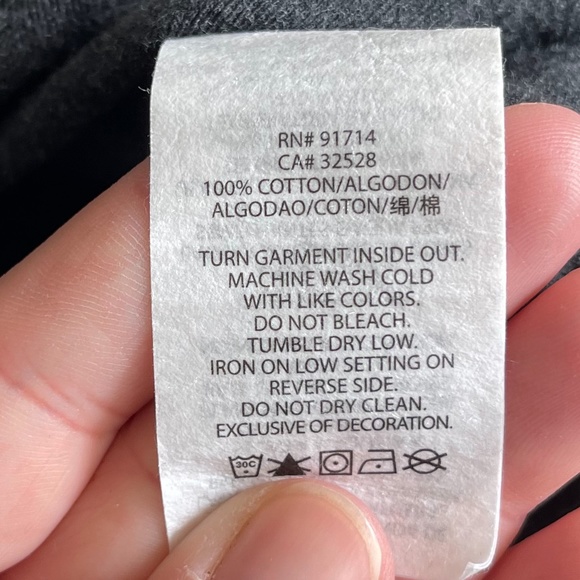 RN# 91714
CA# 32528
100% COTTON/ALGODON/
ALGODAO/COTON/绵/棉
TURN GARMENT INSIDE OUT.
MACHINE WASH COLD
WITH LIKE COLORS.
DO NOT BLEACH.
TUMBLE DRY LOW.
IRON ON LOW SETTING ON
REVERSE SIDE.
DO NOT DRY CLEAN.
EXCLUSIVE OF DECORATION.
30C